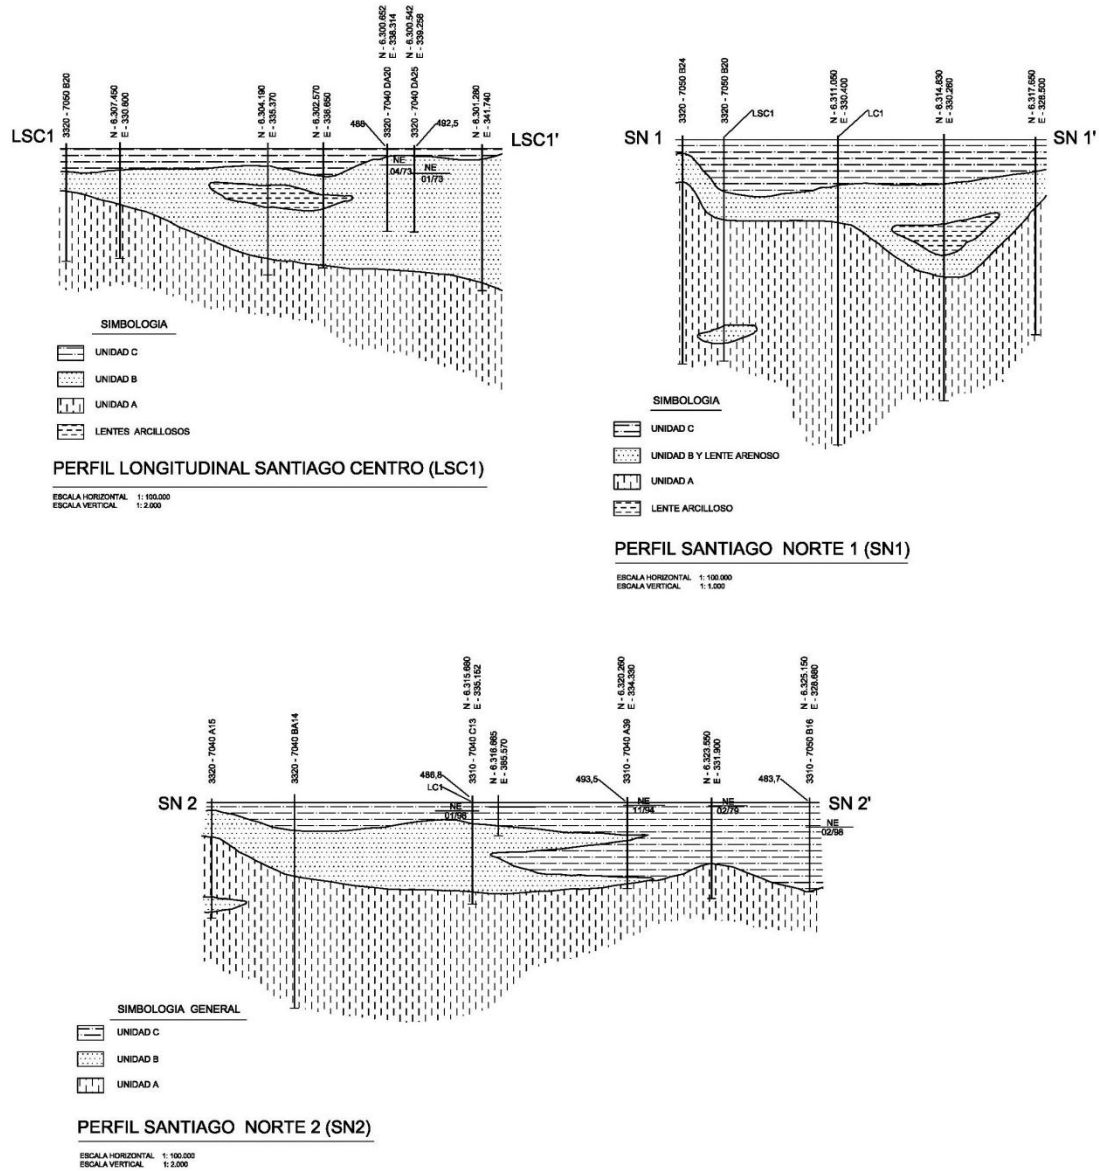 LSC1
3320 - 7050 B20
N - 6.307.450
E - 330.600
N - 6.304.190
E - 335.370
N - 6.302.570
E - 336.650
N - 6.300.652
E - 338.314
3320 - 7040 DA20
N - 6.300.542
E - 339.258
3320 - 7040 DA25
N - 6.301.280
E - 341.740
488
492,5
LSC1'
NE
04/73
NE
01/73
SIMBOLOGIA
UNIDAD C
UNIDAD B
UNIDAD A
LENTES ARCILLOSOS
PERFIL LONGITUDINAL SANTIAGO CENTRO (LSC1)
ESCALA HORIZONTAL 1: 100.000
ESCALA VERTICAL 1: 2.000
SN 1
3320 - 7050 B24
3320 - 7050 B20
LSC1
N - 6.311.050
E - 330.400
LC1
N - 6.314.830
E - 330.260
N - 6.317.650
E - 328.500
SN 1'
SIMBOLOGIA
UNIDAD C
UNIDAD B Y LENTE ARENOSO
UNIDAD A
LENTE ARCILLOSO
PERFIL SANTIAGO NORTE 1 (SN1)
ESCALA HORIZONTAL 1: 100.000
ESCALA VERTICAL 1: 1.000
SN 2
3320 - 7040 A15
3320 - 7040 BA14
486,8
LC1
N - 6.315.680
E - 335.152
3310 - 7040 C13
NE
01/98
N - 6.316.665
E - 385.570
493,5
N - 6.320.260
E - 334.330
3310 - 7040 A39
NE
11/94
N - 6.323.550
E - 331.900
NE
02/79
483,7
N - 6.325.150
E - 328.680
3310 - 7050 B16
NE
02/98
SN 2'
SIMBOLOGIA GENERAL
UNIDAD C
UNIDAD B
UNIDAD A
PERFIL SANTIAGO NORTE 2 (SN2)
ESCALA HORIZONTAL 1: 100.000
ESCALA VERTICAL 1: 2.000